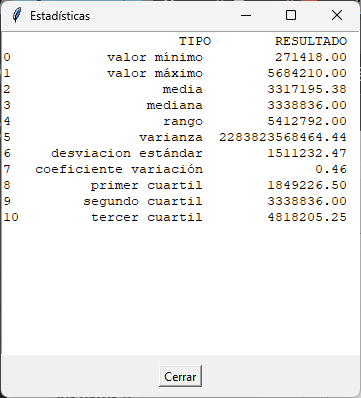 Estadísticas
TIPO RESULTADO
0 valor mínimo 271418.00
1 valor máximo 5684210.00
2 media 3317195.38
3 mediana 3338836.00
4 rango 5412792.00
5 varianza 2283823568464.44
6 desviacion estándar 1511232.47
7 coeficiente variación 0.46
8 primer cuartil 1849226.50
9 segundo cuartil 3338836.00
10 tercer cuartil 4818205.25
Cerrar